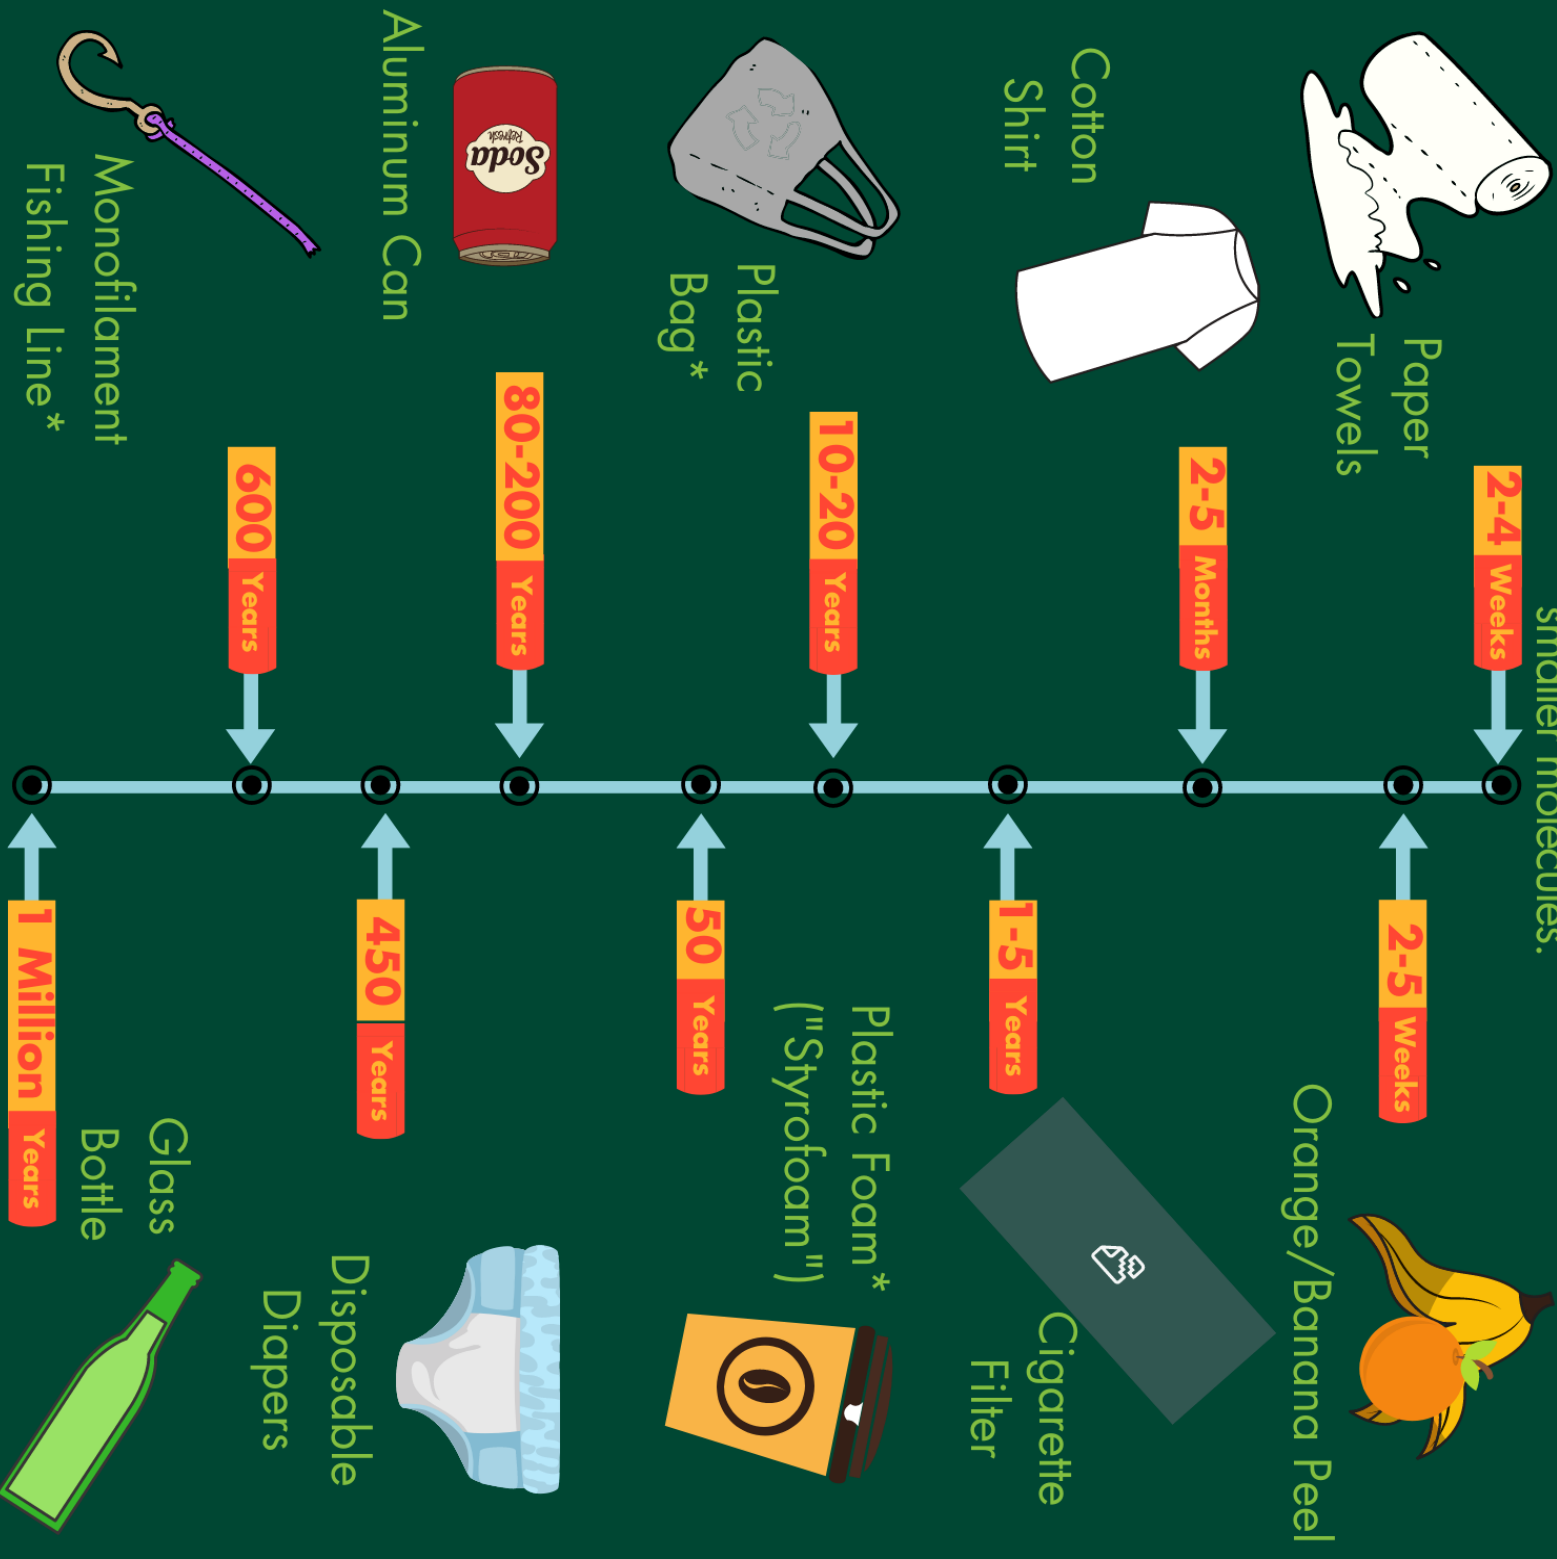 smaller molecules.
2-4 Weeks
Paper
Towels
2-5 Weeks
Orange/Banana Peel
2-5 Months
Cotton
Shirt
1-5 Years
Cigarette
Filter
10-20 Years
Plastic
Bag*
50 Years
Plastic Foam*
("Styrofoam")
80-200 Years
Soda
Refresh
Aluminum Can
450 Years
Disposable
Diapers
600 Years
Monofilament
Fishing Line*
1 Million Years
Glass
Bottle